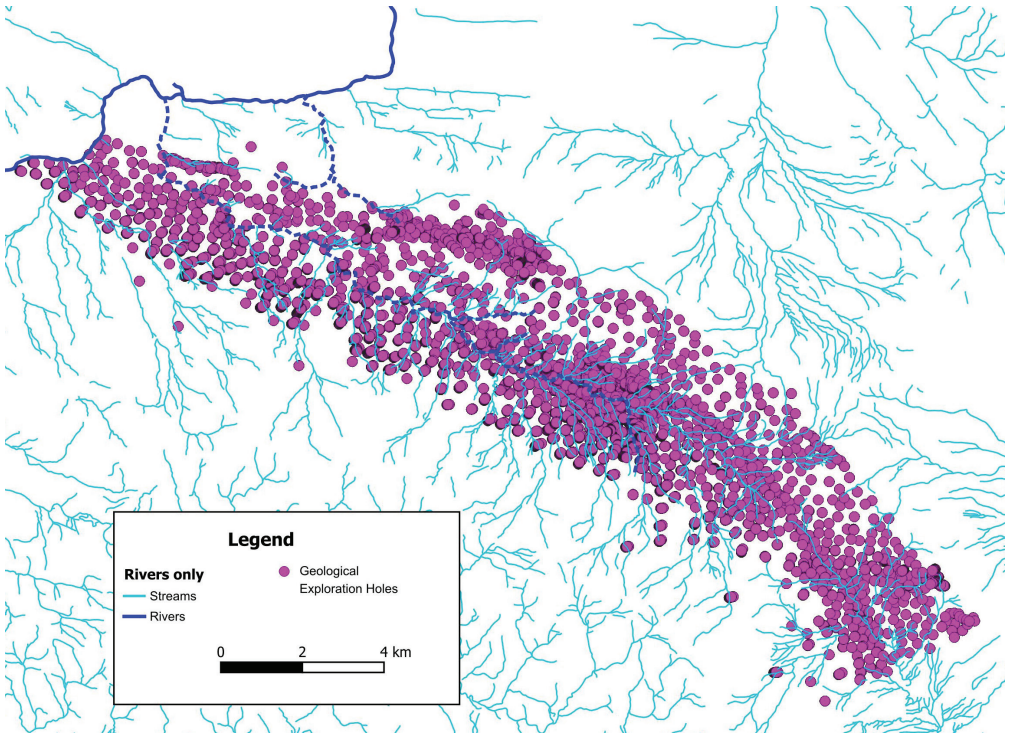 Legend
Rivers only
Streams
Rivers
Geological
Exploration Holes
0 2 4 km